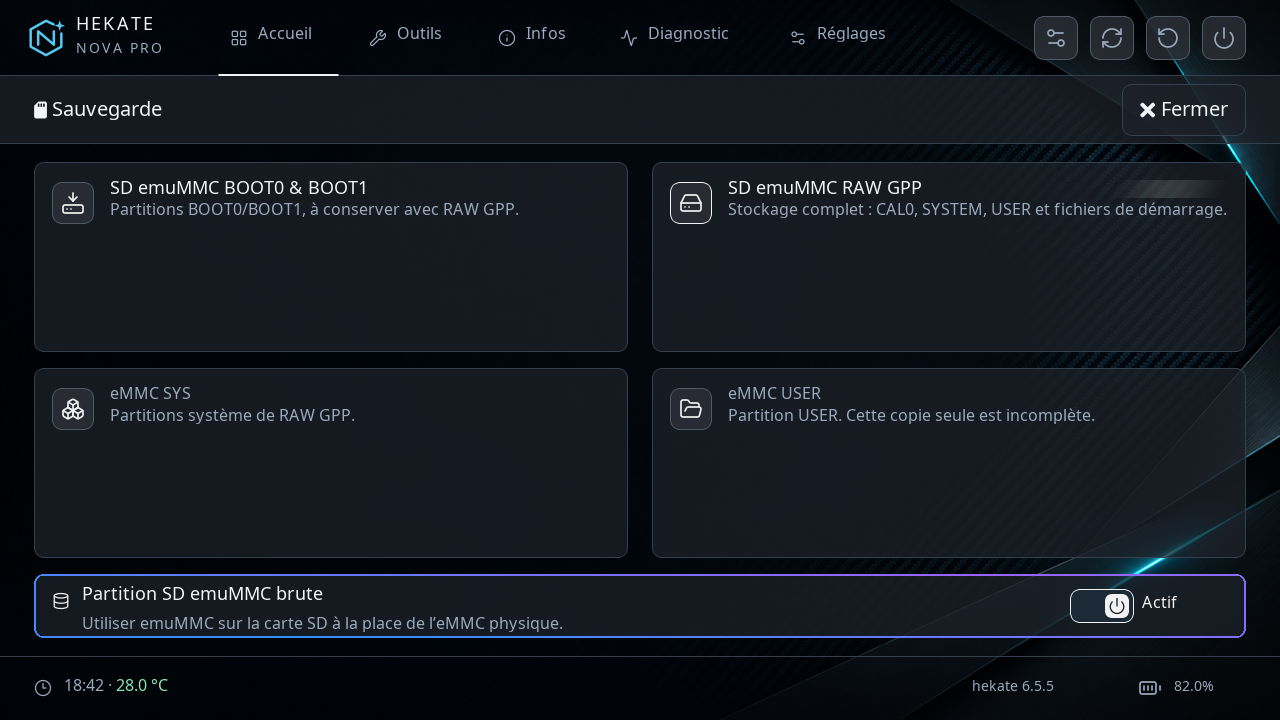 HEKATE
NOVA PRO
Accueil
Outils
Infos
Diagnostic
Réglages
Sauvegarde
Fermer
SD emuMMC BOOT0 & BOOT1
Partitions BOOT0/BOOT1, à conserver avec RAW GPP.
SD emuMMC RAW GPP
Stockage complet : CAL0, SYSTEM, USER et fichiers de démarrage.
eMMC SYS
Partitions système de RAW GPP.
eMMC USER
Partition USER. Cette copie seule est incomplète.
Partition SD emuMMC brute
Utiliser emuMMC sur la carte SD à la place de l’eMMC physique.
Actif
18:42 · 28.0 °C
hekate 6.5.5
82.0%